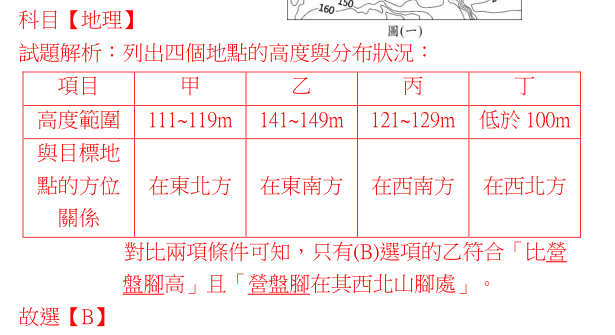 150
160
圖(一)
科目【地理】
試題解析：列出四個地點的高度與分布狀況：
項目 甲 乙 丙 丁
高度範圍 111~119m 141~149m 121~129m 低於 100m
與目標地
點的方位 在東北方 在東南方 在西南方 在西北方
關係
對比兩項條件可知，只有(B)選項的乙符合「比營
盤腳高」且「營盤腳在其西北山腳處」。
故選【B】